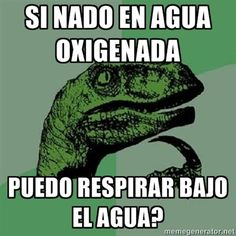 SI NADO EN AGUA
OXIGENADA
PUEDO RESPIRAR BAJO
EL AGUA?
memegenerator.net